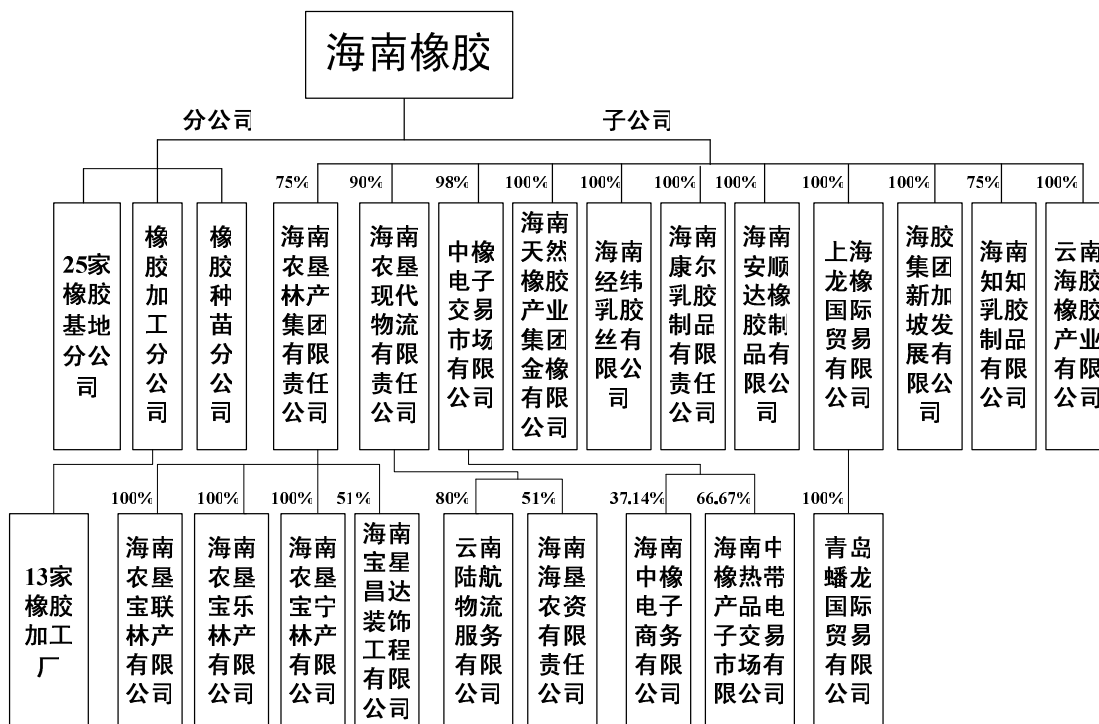 海南橡胶
分公司
子公司
25家
橡胶
基地
分公
司
橡
胶
加
工
分
公
司
橡
胶
种
苗
分
公
司
75%
海南
农垦
林产
集团
有限
责任
公司
90%
海南
农垦
现代
物流
有限
责任
公司
98%
中橡
电子
交易
市场
有限
公司
100%
海南
天然
橡胶
产业
集团
金橡
有限
公司
100%
海南
经纬
乳胶
丝有
限公
司
100%
海南
康尔
乳胶
制品
有限
责任
公司
100%
海南
安顺
达橡
胶制
品有
限公
司
100%
上海
龙橡
国际
贸易
有限
公司
100%
海胶
集团
新加
坡发
展有
限公
司
75%
海南
知知
乳胶
制品
有限
公司
100%
云南
海胶
橡胶
产业
有限
公司
13家
橡胶
加工
厂
100%
海南
农垦
宝联
林产
有限
公司
100%
海南
农垦
宝乐
林产
有限
公司
100%
海南
农垦
宝宁
林产
有限
公司
51%
海南
宝星
昌达
装饰
工程
有限
公司
80%
云南
陆航
物流
服务
有限
公司
51%
海南
海垦
农资
有限
责任
公司
37.14%
海南
中橡
电子
商务
有限
公司
66.67%
海南中
橡热带
产品电
子交易
市场有
限公司
100%
青岛
蟠龙
国际
贸易
有限
公司